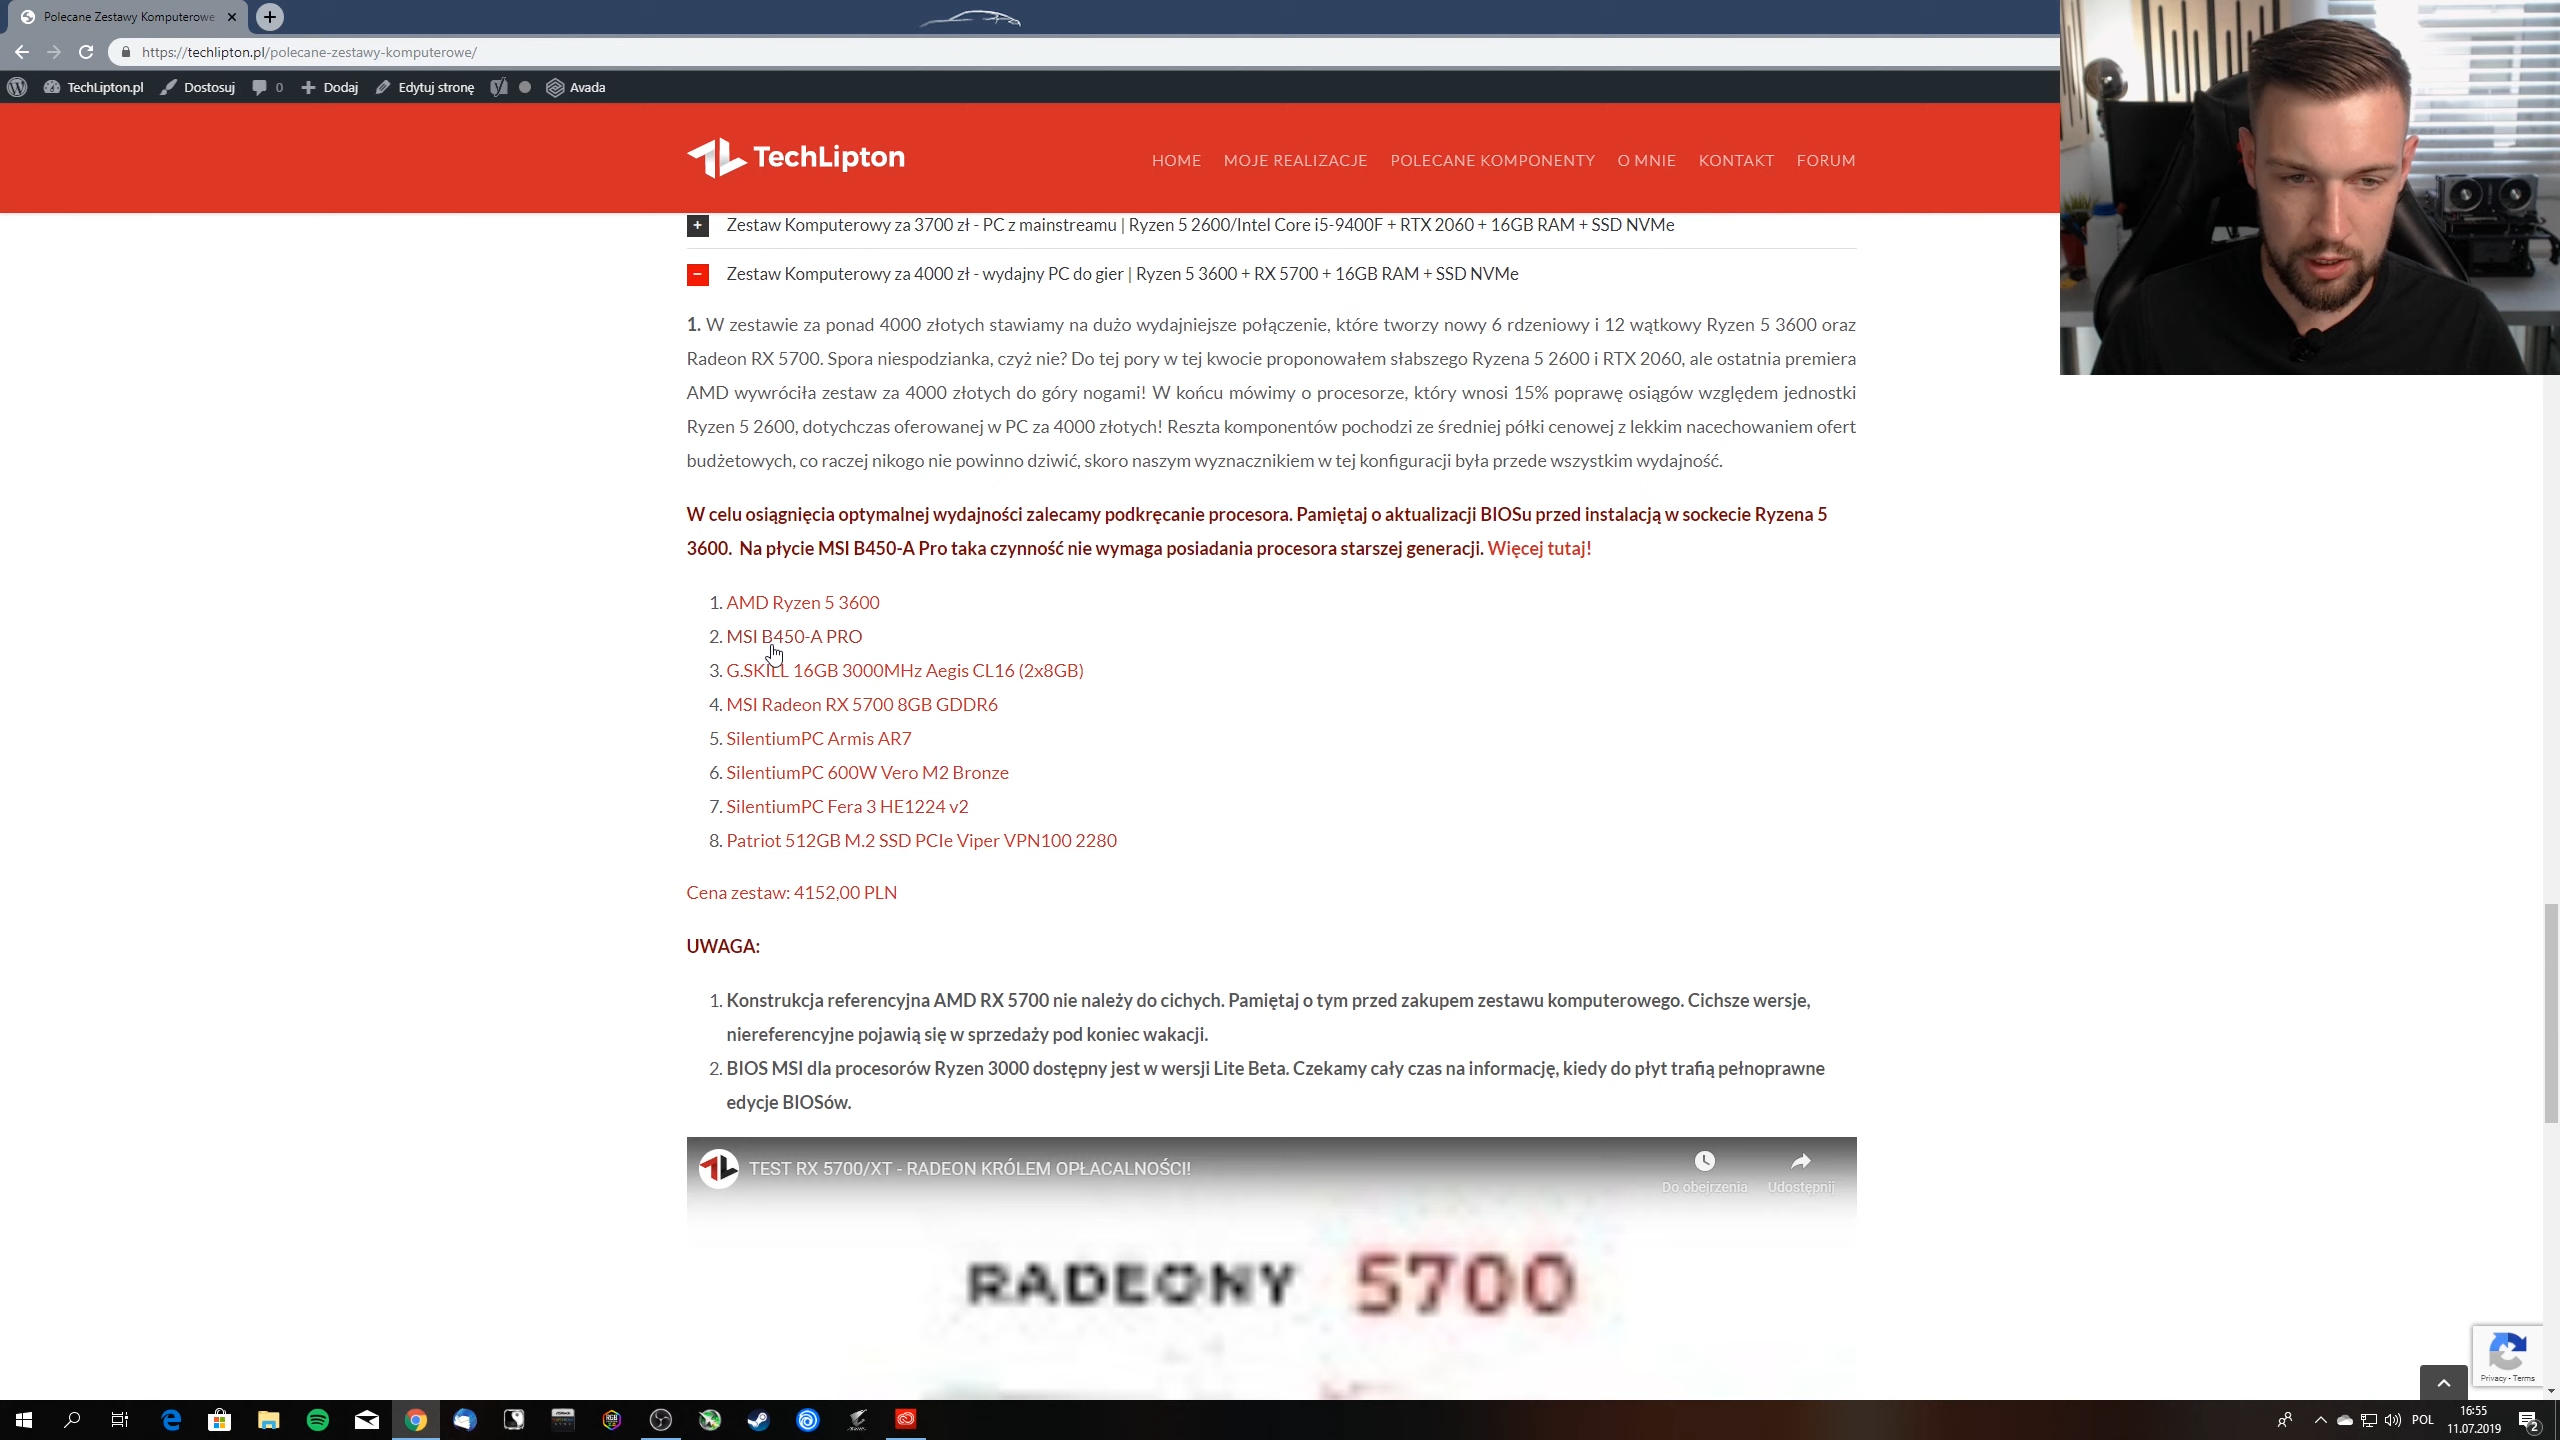 Polecane Zestawy Komputerowe
https://techlipton.pl/polecane-zestawy-komputerowe/
TechLipton.pl Dostosuj 0 Dodaj Edytuj stronę Avada
TechLipton
HOME MOJE REALIZACJE POLECANE KOMPONENTY O MNIE KONTAKT FORUM
+ Zestaw Komputerowy za 3700 zł - PC z mainstreamu | Ryzen 5 2600/Intel Core i5-9400F + RTX 2060 + 16GB RAM + SSD NVMe
− Zestaw Komputerowy za 4000 zł - wydajny PC do gier | Ryzen 5 3600 + RX 5700 + 16GB RAM + SSD NVMe
1. W zestawie za ponad 4000 złotych stawiamy na dużo wydajniejsze połączenie, które tworzy nowy 6 rdzeniowy i 12 wątkowy Ryzen 5 3600 oraz
Radeon RX 5700. Spora niespodzianka, czyż nie? Do tej pory w tej kwocie proponowałem słabszego Ryzena 5 2600 i RTX 2060, ale ostatnia premiera
AMD wywróciła zestaw za 4000 złotych do góry nogami! W końcu mówimy o procesorze, który wnosi 15% poprawę osiągów względem jednostki
Ryzen 5 2600, dotychczas oferowanej w PC za 4000 złotych! Reszta komponentów pochodzi ze średniej półki cenowej z lekkim nacechowaniem ofert
budżetowych, co raczej nikogo nie powinno dziwić, skoro naszym wyznacznikiem w tej konfiguracji była przede wszystkim wydajność.
W celu osiągnięcia optymalnej wydajności zalecamy podkręcanie procesora. Pamiętaj o aktualizacji BIOSu przed instalacją w sockecie Ryzena 5
3600. Na płycie MSI B450-A Pro taka czynność nie wymaga posiadania procesora starszej generacji. Więcej tutaj!
1. AMD Ryzen 5 3600
2. MSI B450-A PRO
3. G.SKILL 16GB 3000MHz Aegis CL16 (2x8GB)
4. MSI Radeon RX 5700 8GB GDDR6
5. SilentiumPC Armis AR7
6. SilentiumPC 600W Vero M2 Bronze
7. SilentiumPC Fera 3 HE1224 v2
8. Patriot 512GB M.2 SSD PCIe Viper VPN100 2280
Cena zestaw: 4152,00 PLN
UWAGA:
1. Konstrukcja referencyjna AMD RX 5700 nie należy do cichych. Pamiętaj o tym przed zakupem zestawu komputerowego. Cichsze wersje,
niereferencyjne pojawią się w sprzedaży pod koniec wakacji.
2. BIOS MSI dla procesorów Ryzen 3000 dostępny jest w wersji Lite Beta. Czekamy cały czas na informację, kiedy do płyt trafią pełnoprawne
edycje BIOSów.
TEST RX 5700/XT - RADEON KRÓLEM OPŁACALNOŚCI!
Do obejrzenia Udostępnij
RADEONY 5700
Privacy - Terms
POL
16:55
11.07.2019
2